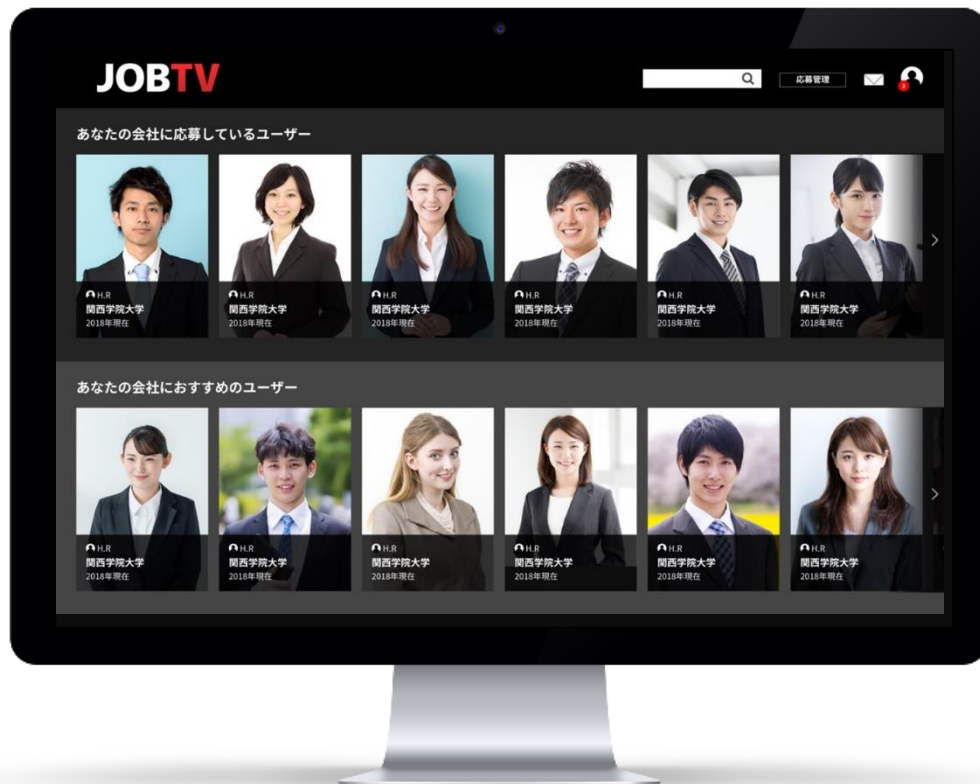 JOBTV
応募管理
3
あなたの会社に応募しているユーザー
H.R
関西学院大学
2018年現在
H.R
関西学院大学
2018年現在
H.R
関西学院大学
2018年現在
H.R
関西学院大学
2018年現在
H.R
関西学院大学
2018年現在
H.R
関西学院大学
2018年現在
あなたの会社におすすめのユーザー
H.R
関西学院大学
2018年現在
H.R
関西学院大学
2018年現在
H.R
関西学院大学
2018年現在
H.R
関西学院大学
2018年現在
H.R
関西学院大学
2018年現在
H.R
関西学院大学
2018年現在